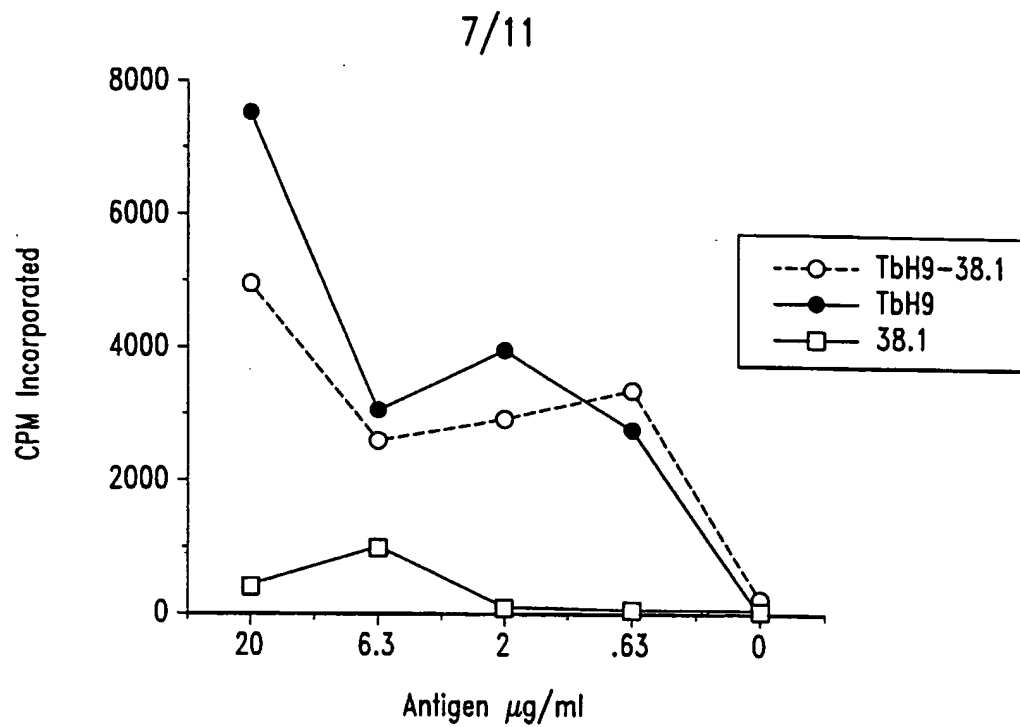 7/11
8000
6000
4000
2000
0
CPM Incorporated
20 6.3 2 .63 0
Antigen μg/ml
TbH9-38.1
TbH9
38.1